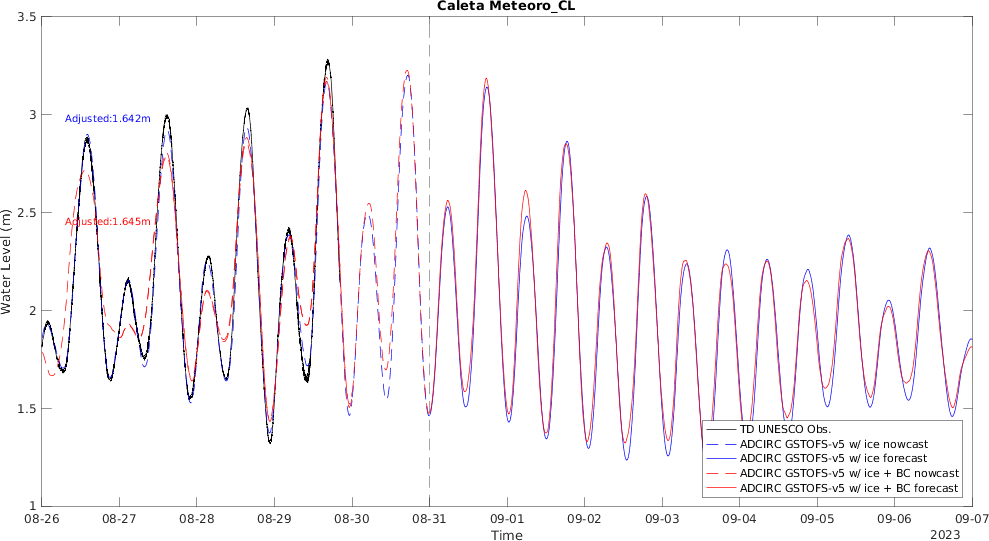 Caleta Meteoro_CL
3.5
3
2.5
2
1.5
1
Water Level (m)
Adjusted:1.642m
Adjusted:1.645m
TD UNESCO Obs.
ADCIRC GSTOFS-v5 w/ ice nowcast
ADCIRC GSTOFS-v5 w/ ice forecast
ADCIRC GSTOFS-v5 w/ ice + BC nowcast
ADCIRC GSTOFS-v5 w/ ice + BC forecast
08-26 08-27 08-28 08-29 08-30 08-31 09-01 09-02 09-03 09-04 09-05 09-06 09-07
Time
2023